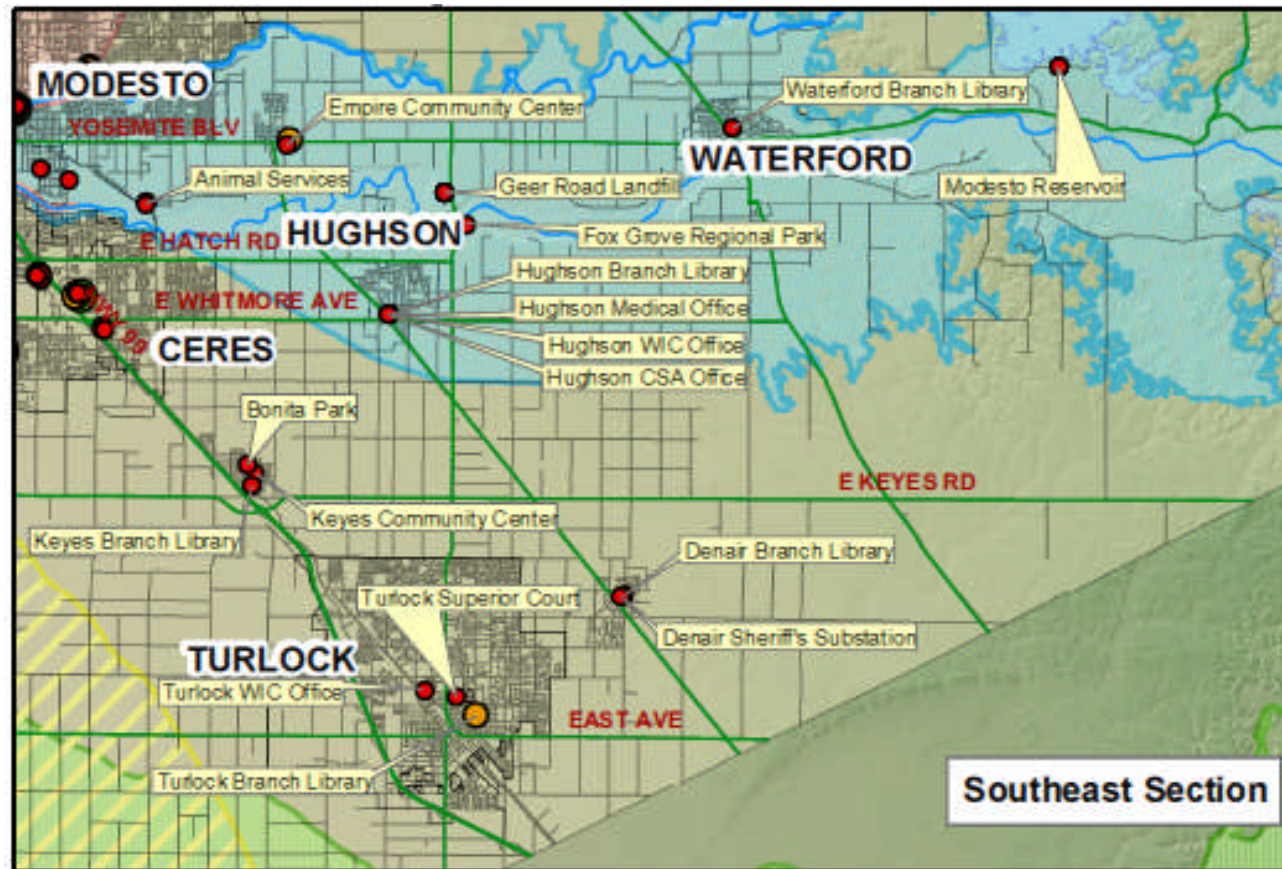 MODESTO
Empire Community Center
Waterford Branch Library
YOSEMITE BLV
WATERFORD
Animal Services
Geer Road Landfill
Modesto Reservoir
E HATCH RD
HUGHSON
Fox Grove Regional Park
Hughson Branch Library
E WHITMORE AVE
Hughson Medical Office
HWY 99
CERES
Hughson WIC Office
Hughson CSA Office
Bonita Park
E KEYES RD
Keyes Community Center
Keyes Branch Library
Denair Branch Library
Turlock Superior Court
Denair Sheriff's Substation
TURLOCK
Turlock WIC Office
EAST AVE
Turlock Branch Library
Southeast Section